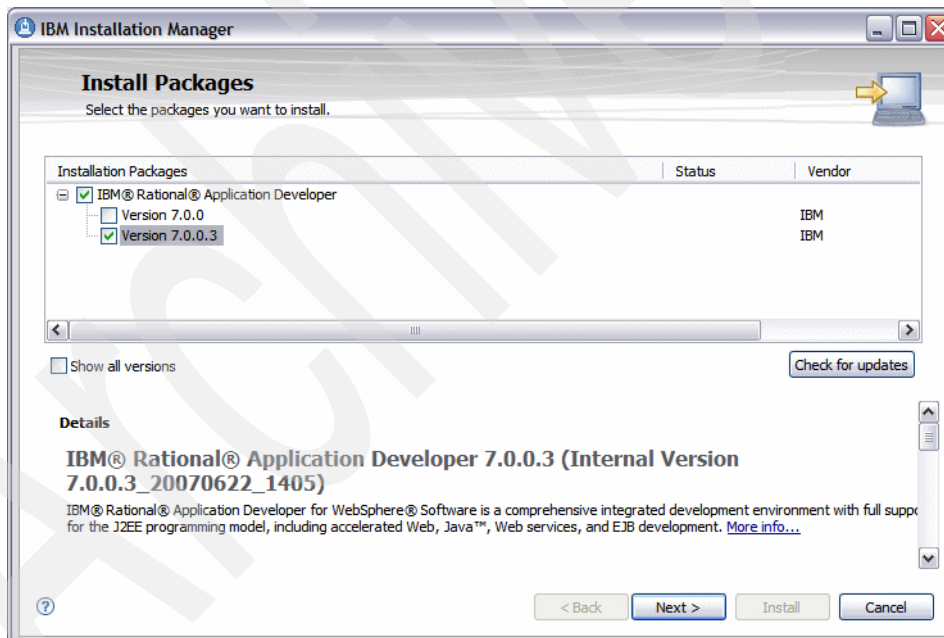 IBM Installation Manager
Install Packages
Select the packages you want to install.
Installation Packages Status Vendor
IBM® Rational® Application Developer
Version 7.0.0 IBM
Version 7.0.0.3 IBM
Show all versions Check for updates
Details
IBM® Rational® Application Developer 7.0.0.3 (Internal Version
7.0.0.3_20070622_1405)
IBM® Rational® Application Developer for WebSphere® Software is a comprehensive integrated development environment with full suppo
for the J2EE programming model, including accelerated Web, Java™, Web services, and EJB development. More info...
? < Back Next > Install Cancel